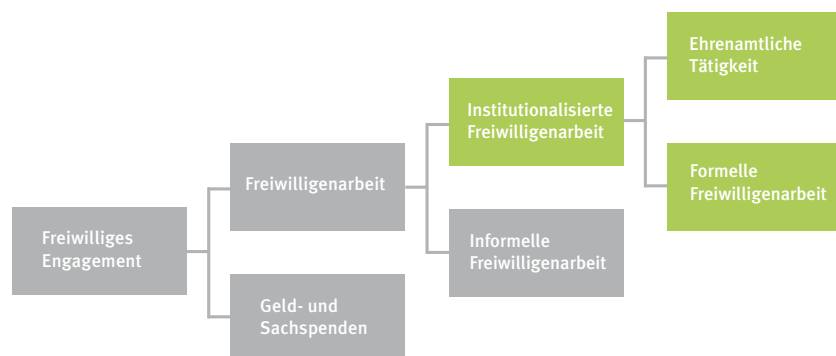 Ehrenamtliche
Tätigkeit
Institutionalisierte
Freiwilligenarbeit
Freiwilligenarbeit
Formelle
Freiwilligenarbeit
Freiwilliges
Engagement
Informelle
Freiwilligenarbeit
Geld- und
Sachspenden